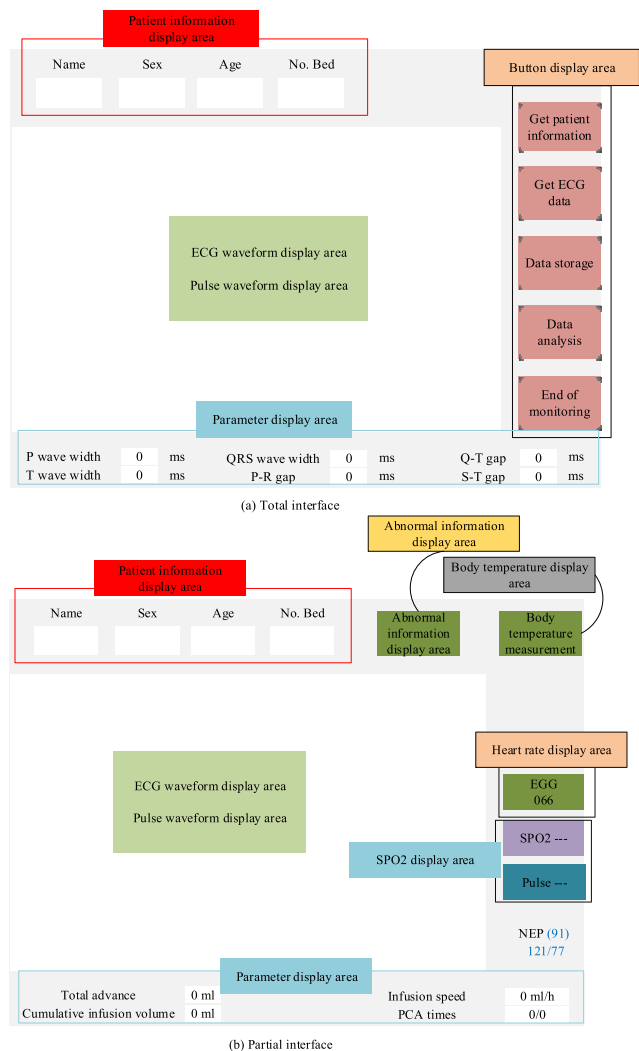 Patient information
display area
Name Sex Age No. Bed
Button display area
Get patient
information
Get ECG
data
Data storage
Data
analysis
End of
monitoring
ECG waveform display area
Pulse waveform display area
Parameter display area
P wave width 0 ms QRS wave width 0 ms Q-T gap 0 ms
T wave width 0 ms P-R gap 0 ms S-T gap 0 ms
(a) Total interface
Abnormal information
display area
Body temperature display
area
Patient information
display area
Name Sex Age No. Bed
Abnormal
information
display area
Body
temperature
measurement
Heart rate display area
EGG
066
ECG waveform display area
Pulse waveform display area
SPO2 display area
SPO2 ---
Pulse ---
NEP (91)
121/77
Parameter display area
Total advance 0 ml Infusion speed 0 ml/h
Cumulative infusion volume 0 ml PCA times 0/0
(b) Partial interface